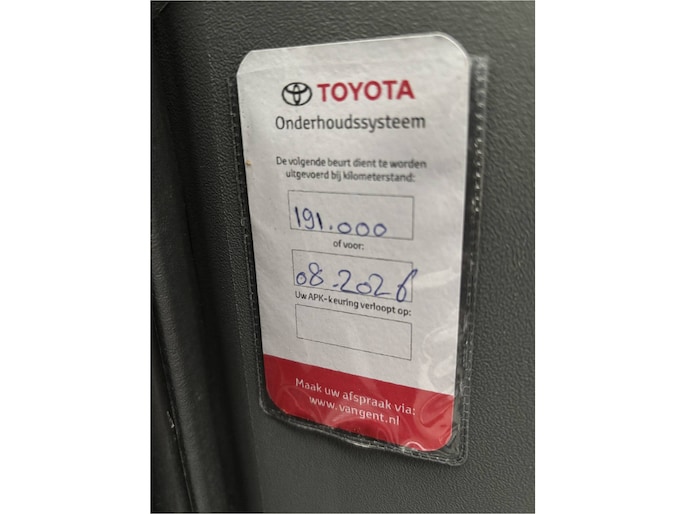 TOYOTA
Onderhoudssysteem
De volgende beurt dient te worden
uitgevoerd bij kilometerstand:
191.000
of voor:
08-2026
Uw APK-keuring verloopt op:
Maak uw afspraak via:
www.vangent.nl